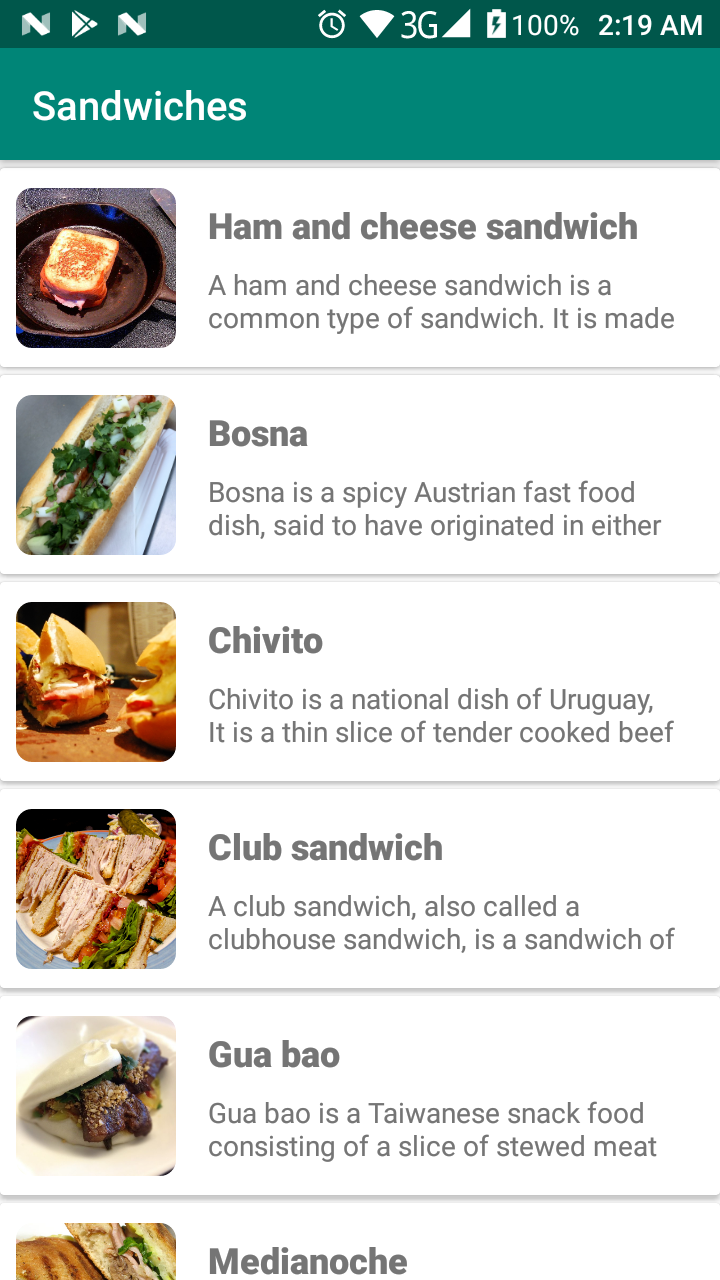 3G 100% 2:19 AM
Sandwiches
Ham and cheese sandwich
A ham and cheese sandwich is a
common type of sandwich. It is made
Bosna
Bosna is a spicy Austrian fast food
dish, said to have originated in either
Chivito
Chivito is a national dish of Uruguay,
It is a thin slice of tender cooked beef
Club sandwich
A club sandwich, also called a
clubhouse sandwich, is a sandwich of
Gua bao
Gua bao is a Taiwanese snack food
consisting of a slice of stewed meat
Medianoche